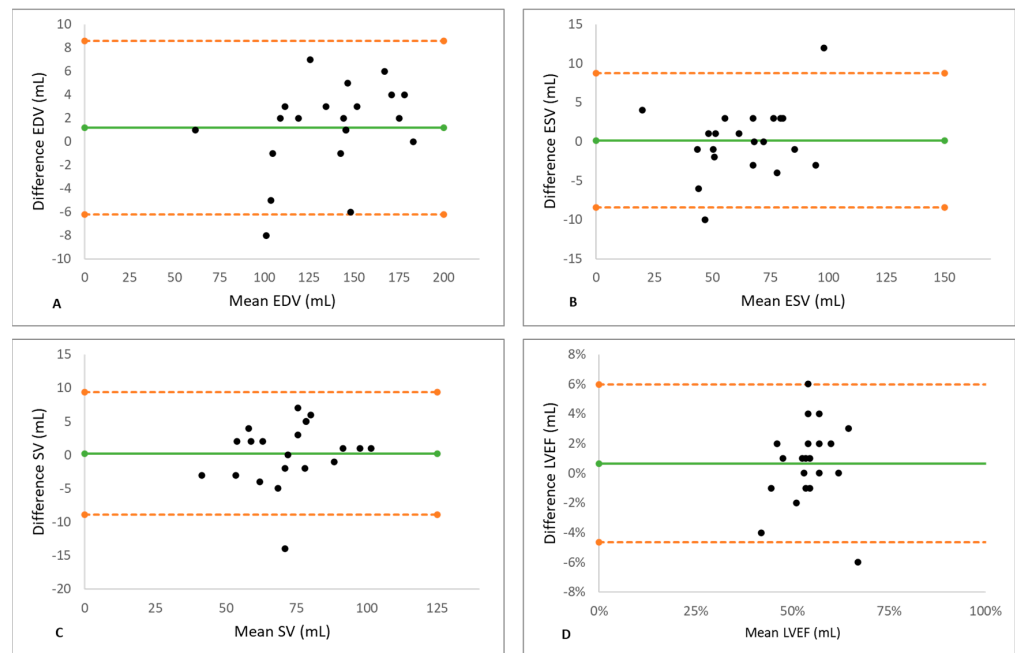 10
8
6
4
2
0
-2
-4
-6
-8
-10
Difference EDV (mL)
0 25 50 75 100 125 150 175 200
A
Mean EDV (mL)
15
10
5
0
-5
-10
-15
Difference ESV (mL)
0 25 50 75 100 150
B
Mean ESV (mL)
15
10
5
0
-5
-10
-15
-20
Difference SV (mL)
0 50 75 100 125
C
Mean SV (mL)
8%
6%
4%
2%
0%
-2%
-4%
-6%
-8%
Difference LVEF (mL)
0% 50% 75% 100%
D
Mean LVEF (mL)